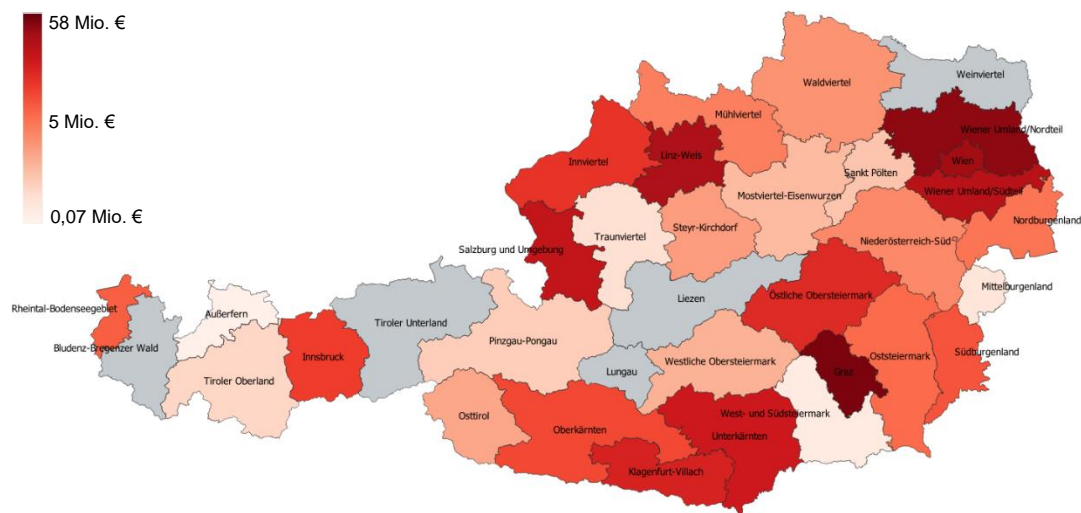 58 Mio. €
5 Mio. €
0,07 Mio. €
Waldviertel
Weinviertel
Mühlviertel
Wiener Umland/Nordteil
Linz-Wels
Innviertel
Wien
Sankt Pölten
Mostviertel-Eisenwurzen
Wiener Umland/Südteil
Nordburgenland
Steyr-Kirchdorf
Traunviertel
Niederösterreich-Süd
Salzburg und Umgebung
Mittelburgenland
Liezen
Östliche Obersteiermark
Rheintal-Bodenseegebiet
Außerfern
Tiroler Unterland
Pinzgau-Pongau
Bludenz-Bregenzer Wald
Innsbruck
Westliche Obersteiermark
Oststeiermark
Südburgenland
Lungau
Graz
Tiroler Oberland
Osttirol
West- und Südsteiermark
Oberkärnten
Unterkärnten
Klagenfurt-Villach